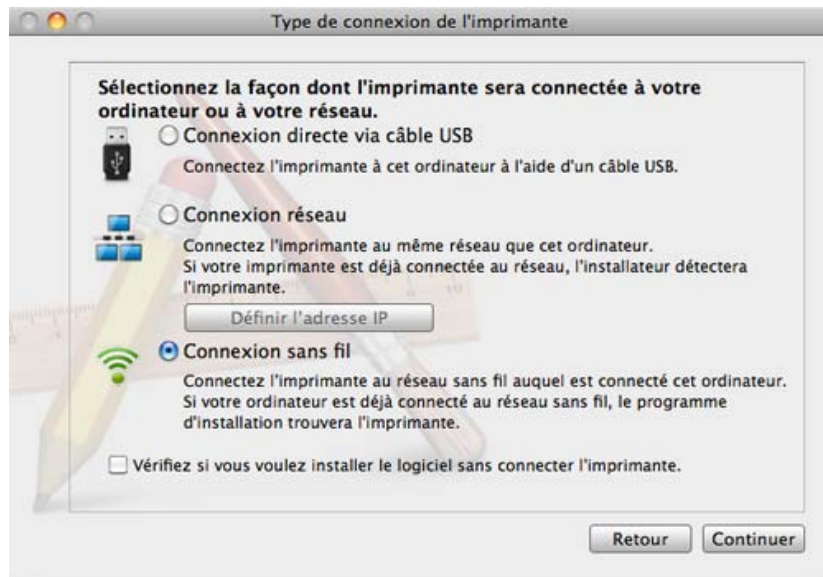 Type de connexion de l'imprimante
Sélectionnez la façon dont l'imprimante sera connectée à votre
ordinateur ou à votre réseau.
Connexion directe via câble USB
Connectez l'imprimante à cet ordinateur à l'aide d'un câble USB.
Connexion réseau
Connectez l'imprimante au même réseau que cet ordinateur.
Si votre imprimante est déjà connectée au réseau, l'installateur détectera
l'imprimante.
Définir l'adresse IP
Connexion sans fil
Connectez l'imprimante au réseau sans fil auquel est connecté cet ordinateur.
Si votre ordinateur est déjà connecté au réseau sans fil, le programme
d'installation trouvera l'imprimante.
Vérifiez si vous voulez installer le logiciel sans connecter l'imprimante.
Retour Continuer